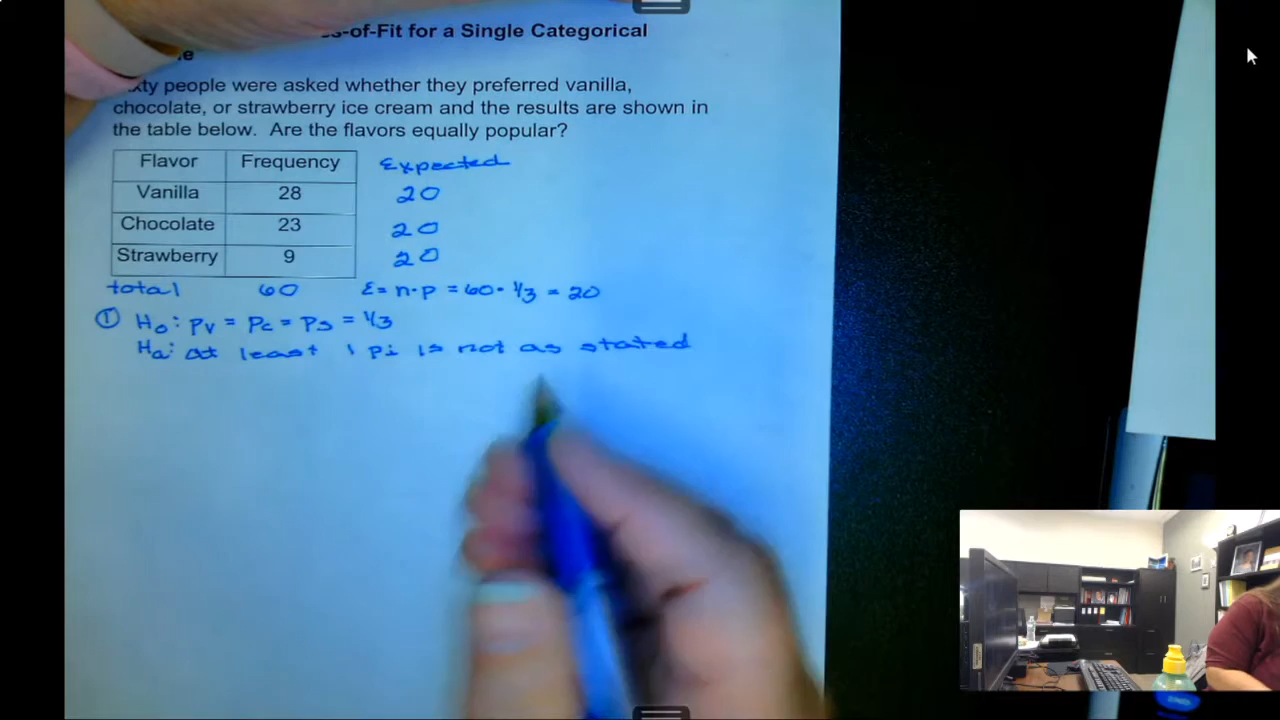 -of-Fit for a Single Categorical
ty people were asked whether they preferred vanilla,
chocolate, or strawberry ice cream and the results are shown in
the table below. Are the flavors equally popular?
Flavor Frequency Expected
Vanilla 28 20
Chocolate 23 20
Strawberry 9 20
total 60 E = n·p = 60 · 1/3 = 20
① H₀: pv = pc = ps = 1/3
Ha: At least 1 pi is not as stated